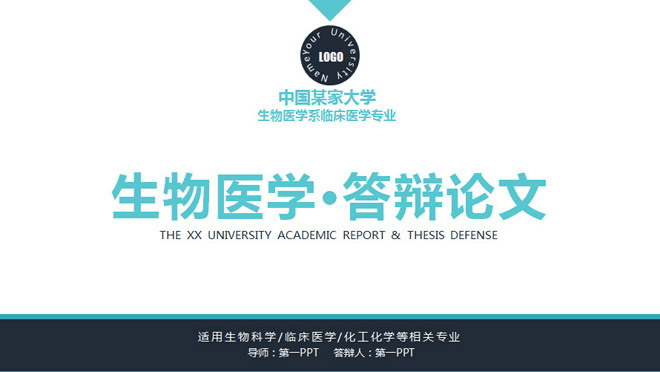 Your University Name
LOGO
中国某家大学
生物医学系临床医学专业
生物医学·答辩论文
THE XX UNIVERSITY ACADEMIC REPORT & THESIS DEFENSE
适用生物科学/临床医学/化工化学等相关专业
导师：第一PPT 答辩人：第一PPT